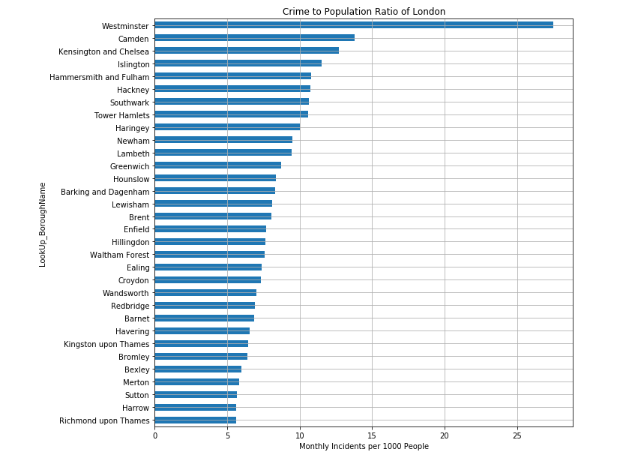 Crime to Population Ratio of London
LookUp_BoroughName
Westminster
Camden
Kensington and Chelsea
Islington
Hammersmith and Fulham
Hackney
Southwark
Tower Hamlets
Haringey
Newham
Lambeth
Greenwich
Hounslow
Barking and Dagenham
Lewisham
Brent
Enfield
Hillingdon
Waltham Forest
Ealing
Croydon
Wandsworth
Redbridge
Barnet
Havering
Kingston upon Thames
Bromley
Bexley
Merton
Sutton
Harrow
Richmond upon Thames
0 5 10 15 20 25
Monthly Incidents per 1000 People